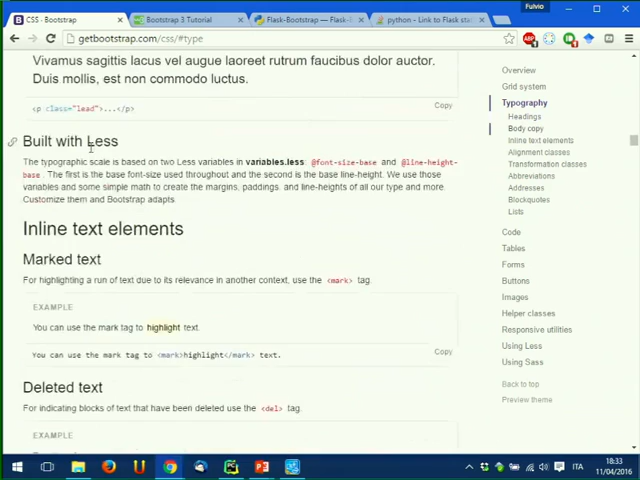 Fulvio
CSS · Bootstrap
Bootstrap 3 Tutorial
Flask-Bootstrap — Flask-B
python - Link to Flask sta
getbootstrap.com/css/#type
Vivamus sagittis lacus vel augue laoreet rutrum faucibus dolor auctor.
Duis mollis, est non commodo luctus.
<p class="lead">...</p>
Copy
Built with Less
The typographic scale is based on two Less variables in variables.less: @font-size-base and @line-height-
base. The first is the base font-size used throughout and the second is the base line-height. We use those
variables and some simple math to create the margins, paddings, and line-heights of all our type and more.
Customize them and Bootstrap adapts.
Inline text elements
Marked text
For highlighting a run of text due to its relevance in another context, use the <mark> tag.
EXAMPLE
You can use the mark tag to highlight text.
You can use the mark tag to <mark>highlight</mark> text.
Copy
Deleted text
For indicating blocks of text that have been deleted use the <del> tag.
EXAMPLE
Overview
Grid system
Typography
Headings
Body copy
Inline text elements
Alignment classes
Transformation classes
Abbreviations
Addresses
Blockquotes
Lists
Code
Tables
Forms
Buttons
Images
Helper classes
Responsive utilities
Using Less
Using Sass
Back to top
Preview theme
ITA
18:33
11/04/2016